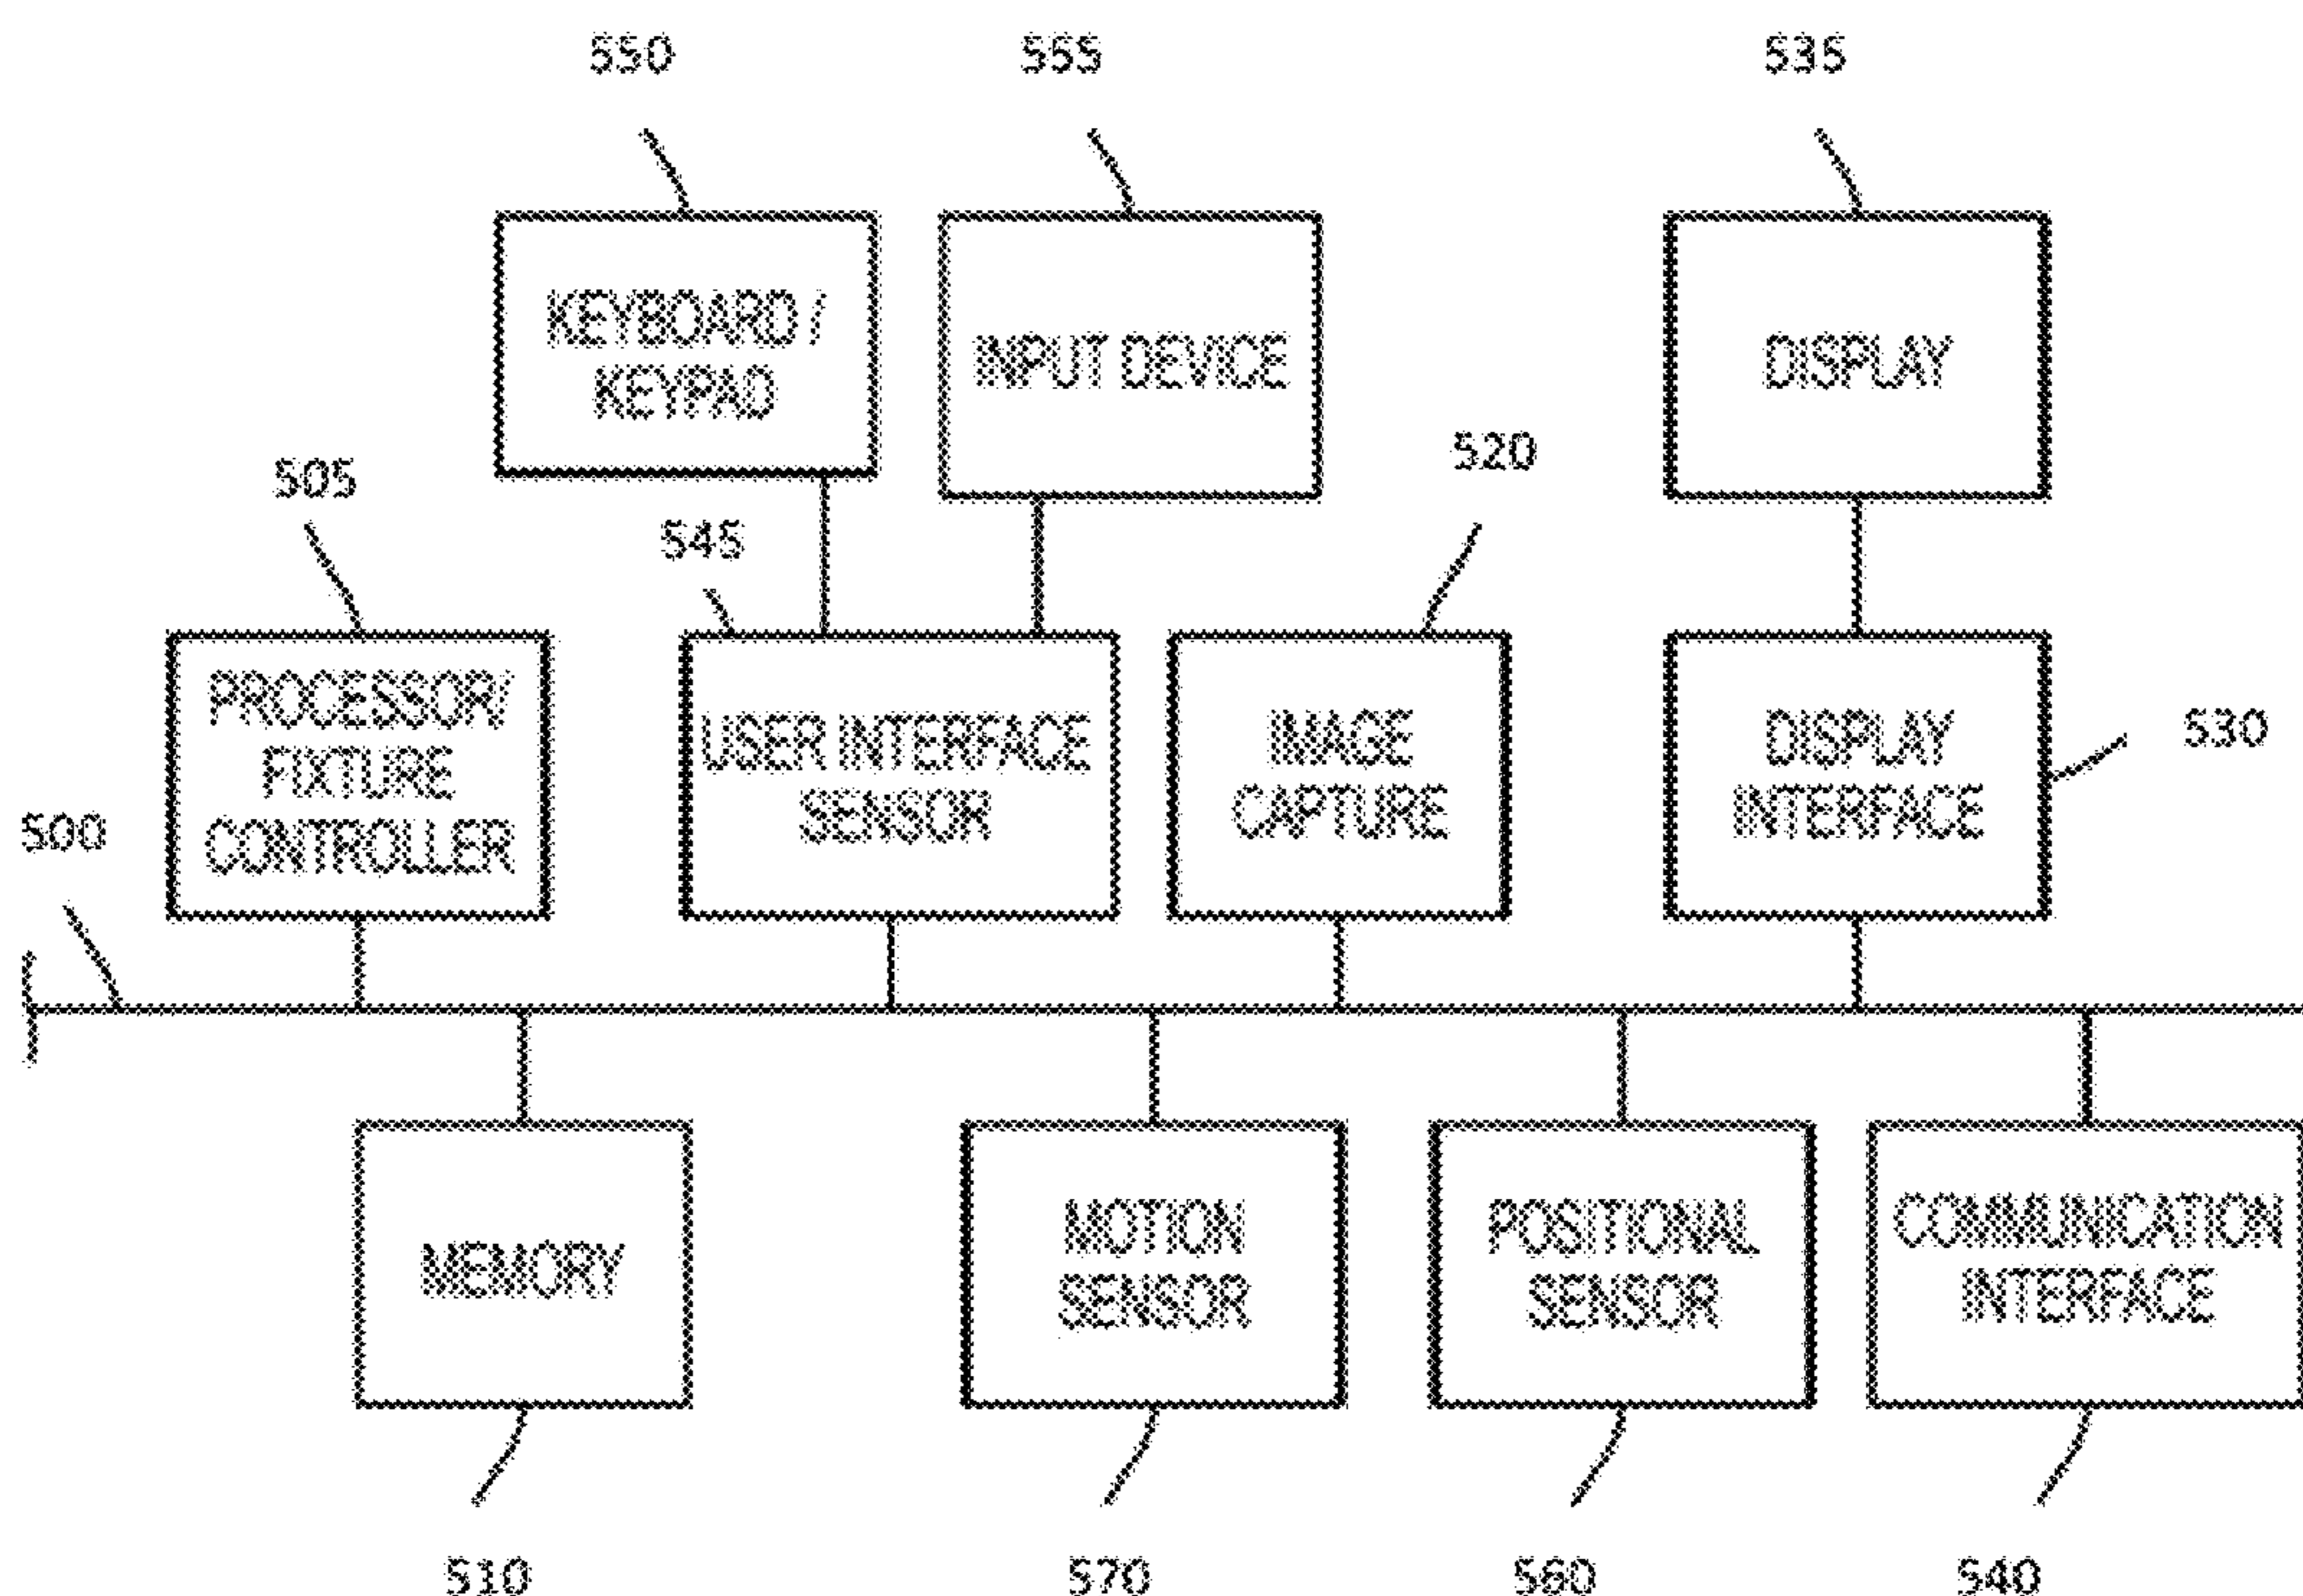 550
555
535
KEYBOARD /
KEYPAD
INPUT DEVICE
DISPLAY
505
545
520
PROCESSOR/
FIXTURE
CONTROLLER
USER INTERFACE
SENSOR
IMAGE
CAPTURE
DISPLAY
INTERFACE
530
500
MEMORY
MOTION
SENSOR
POSITIONAL
SENSOR
COMMUNICATION
INTERFACE
510
570
560
540